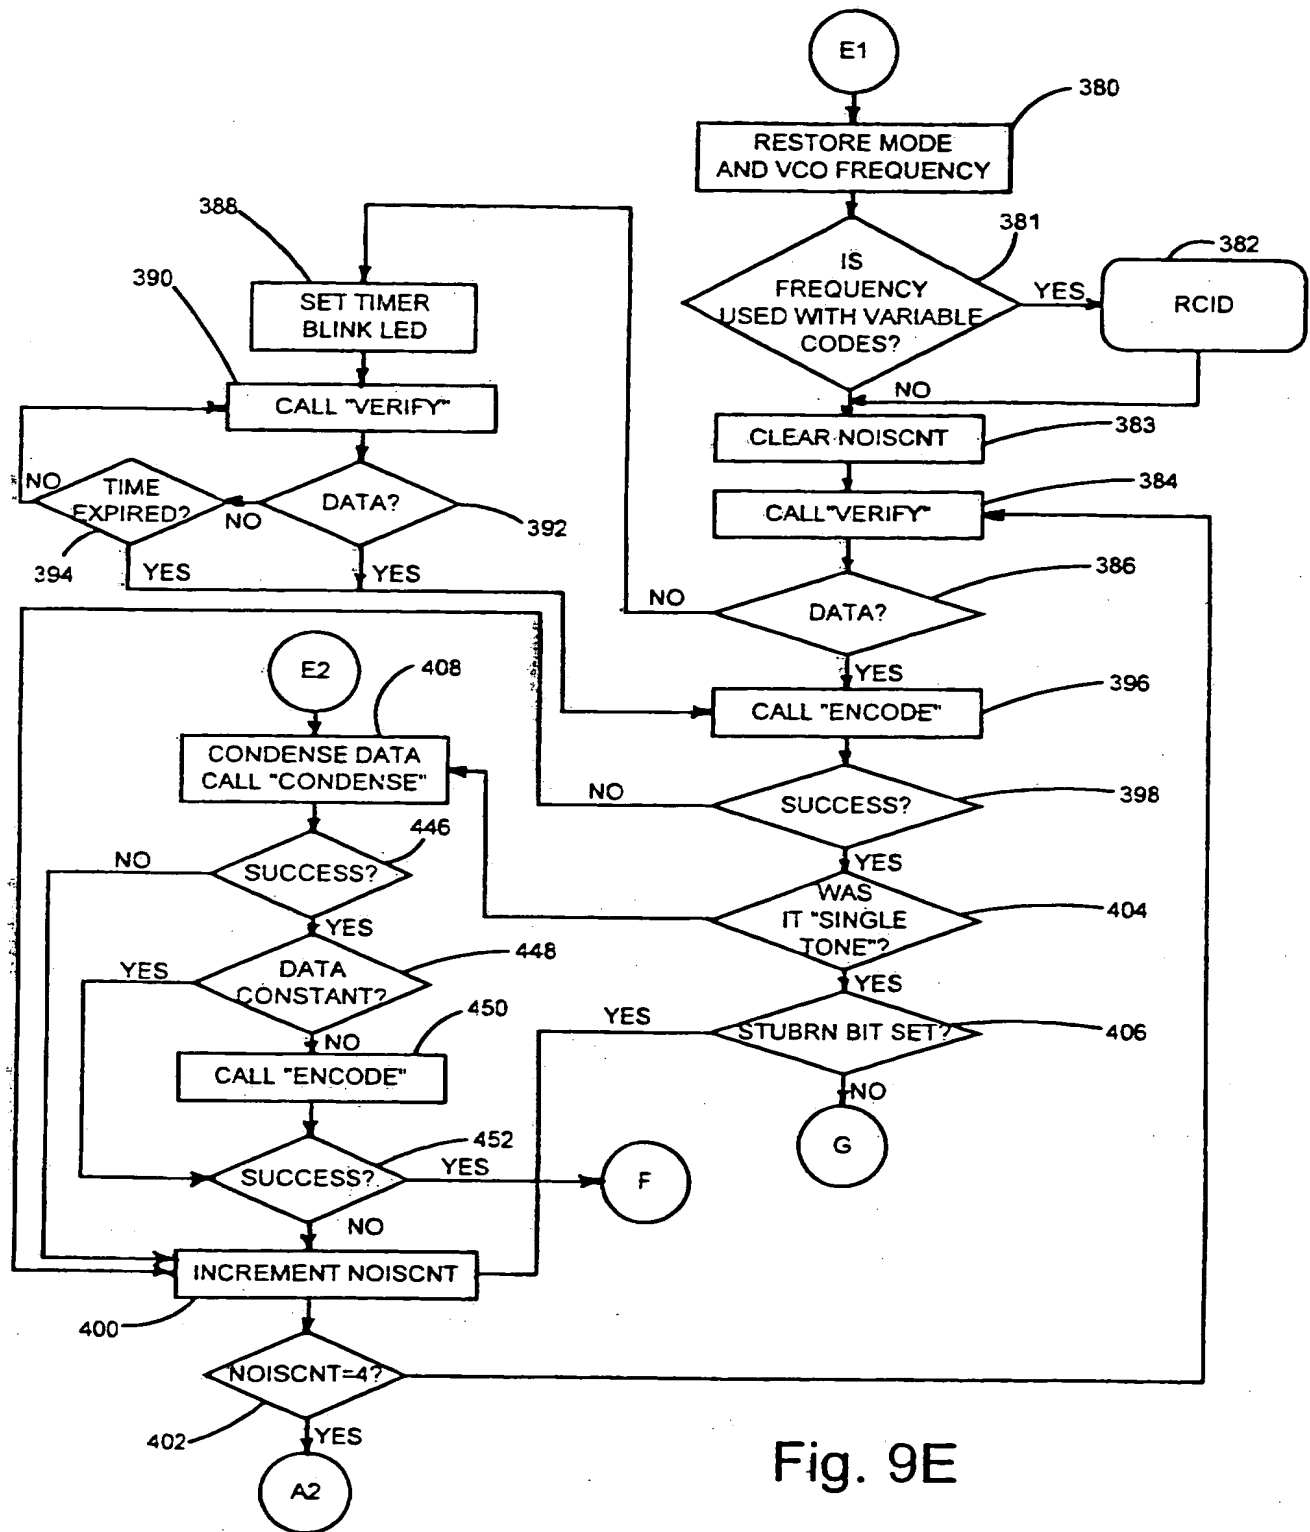 E1
380
RESTORE MODE
AND VCO FREQUENCY
388
381
IS
FREQUENCY
USED WITH VARIABLE
CODES?
YES
382
RCID
390
SET TIMER
BLINK LED
NO
CALL "VERIFY"
CLEAR NOISCNT
383
384
CALL"VERIFY"
NO
TIME
EXPIRED?
NO
DATA?
392
394
YES
YES
386
NO
DATA?
YES
E2
408
396
CALL "ENCODE"
CONDENSE DATA
CALL "CONDENSE"
NO
SUCCESS?
398
446
NO
SUCCESS?
YES
YES
WAS
IT "SINGLE
TONE"?
404
YES
DATA
CONSTANT?
448
YES
450
NO
YES
STUBRN BIT SET?
406
CALL "ENCODE"
NO
G
452
SUCCESS?
YES
F
NO
INCREMENT NOISCNT
400
NOISCNT=4?
402
YES
A2
Fig. 9E